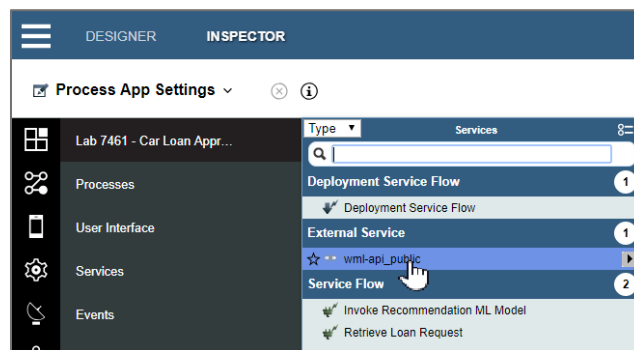 DESIGNER INSPECTOR
Process App Settings
Lab 7461 - Car Loan Appr...
Processes
User Interface
Services
Events
Type Services
Deployment Service Flow 1
Deployment Service Flow
External Service 1
wml-api_public
Service Flow 2
Invoke Recommendation ML Model
Retrieve Loan Request